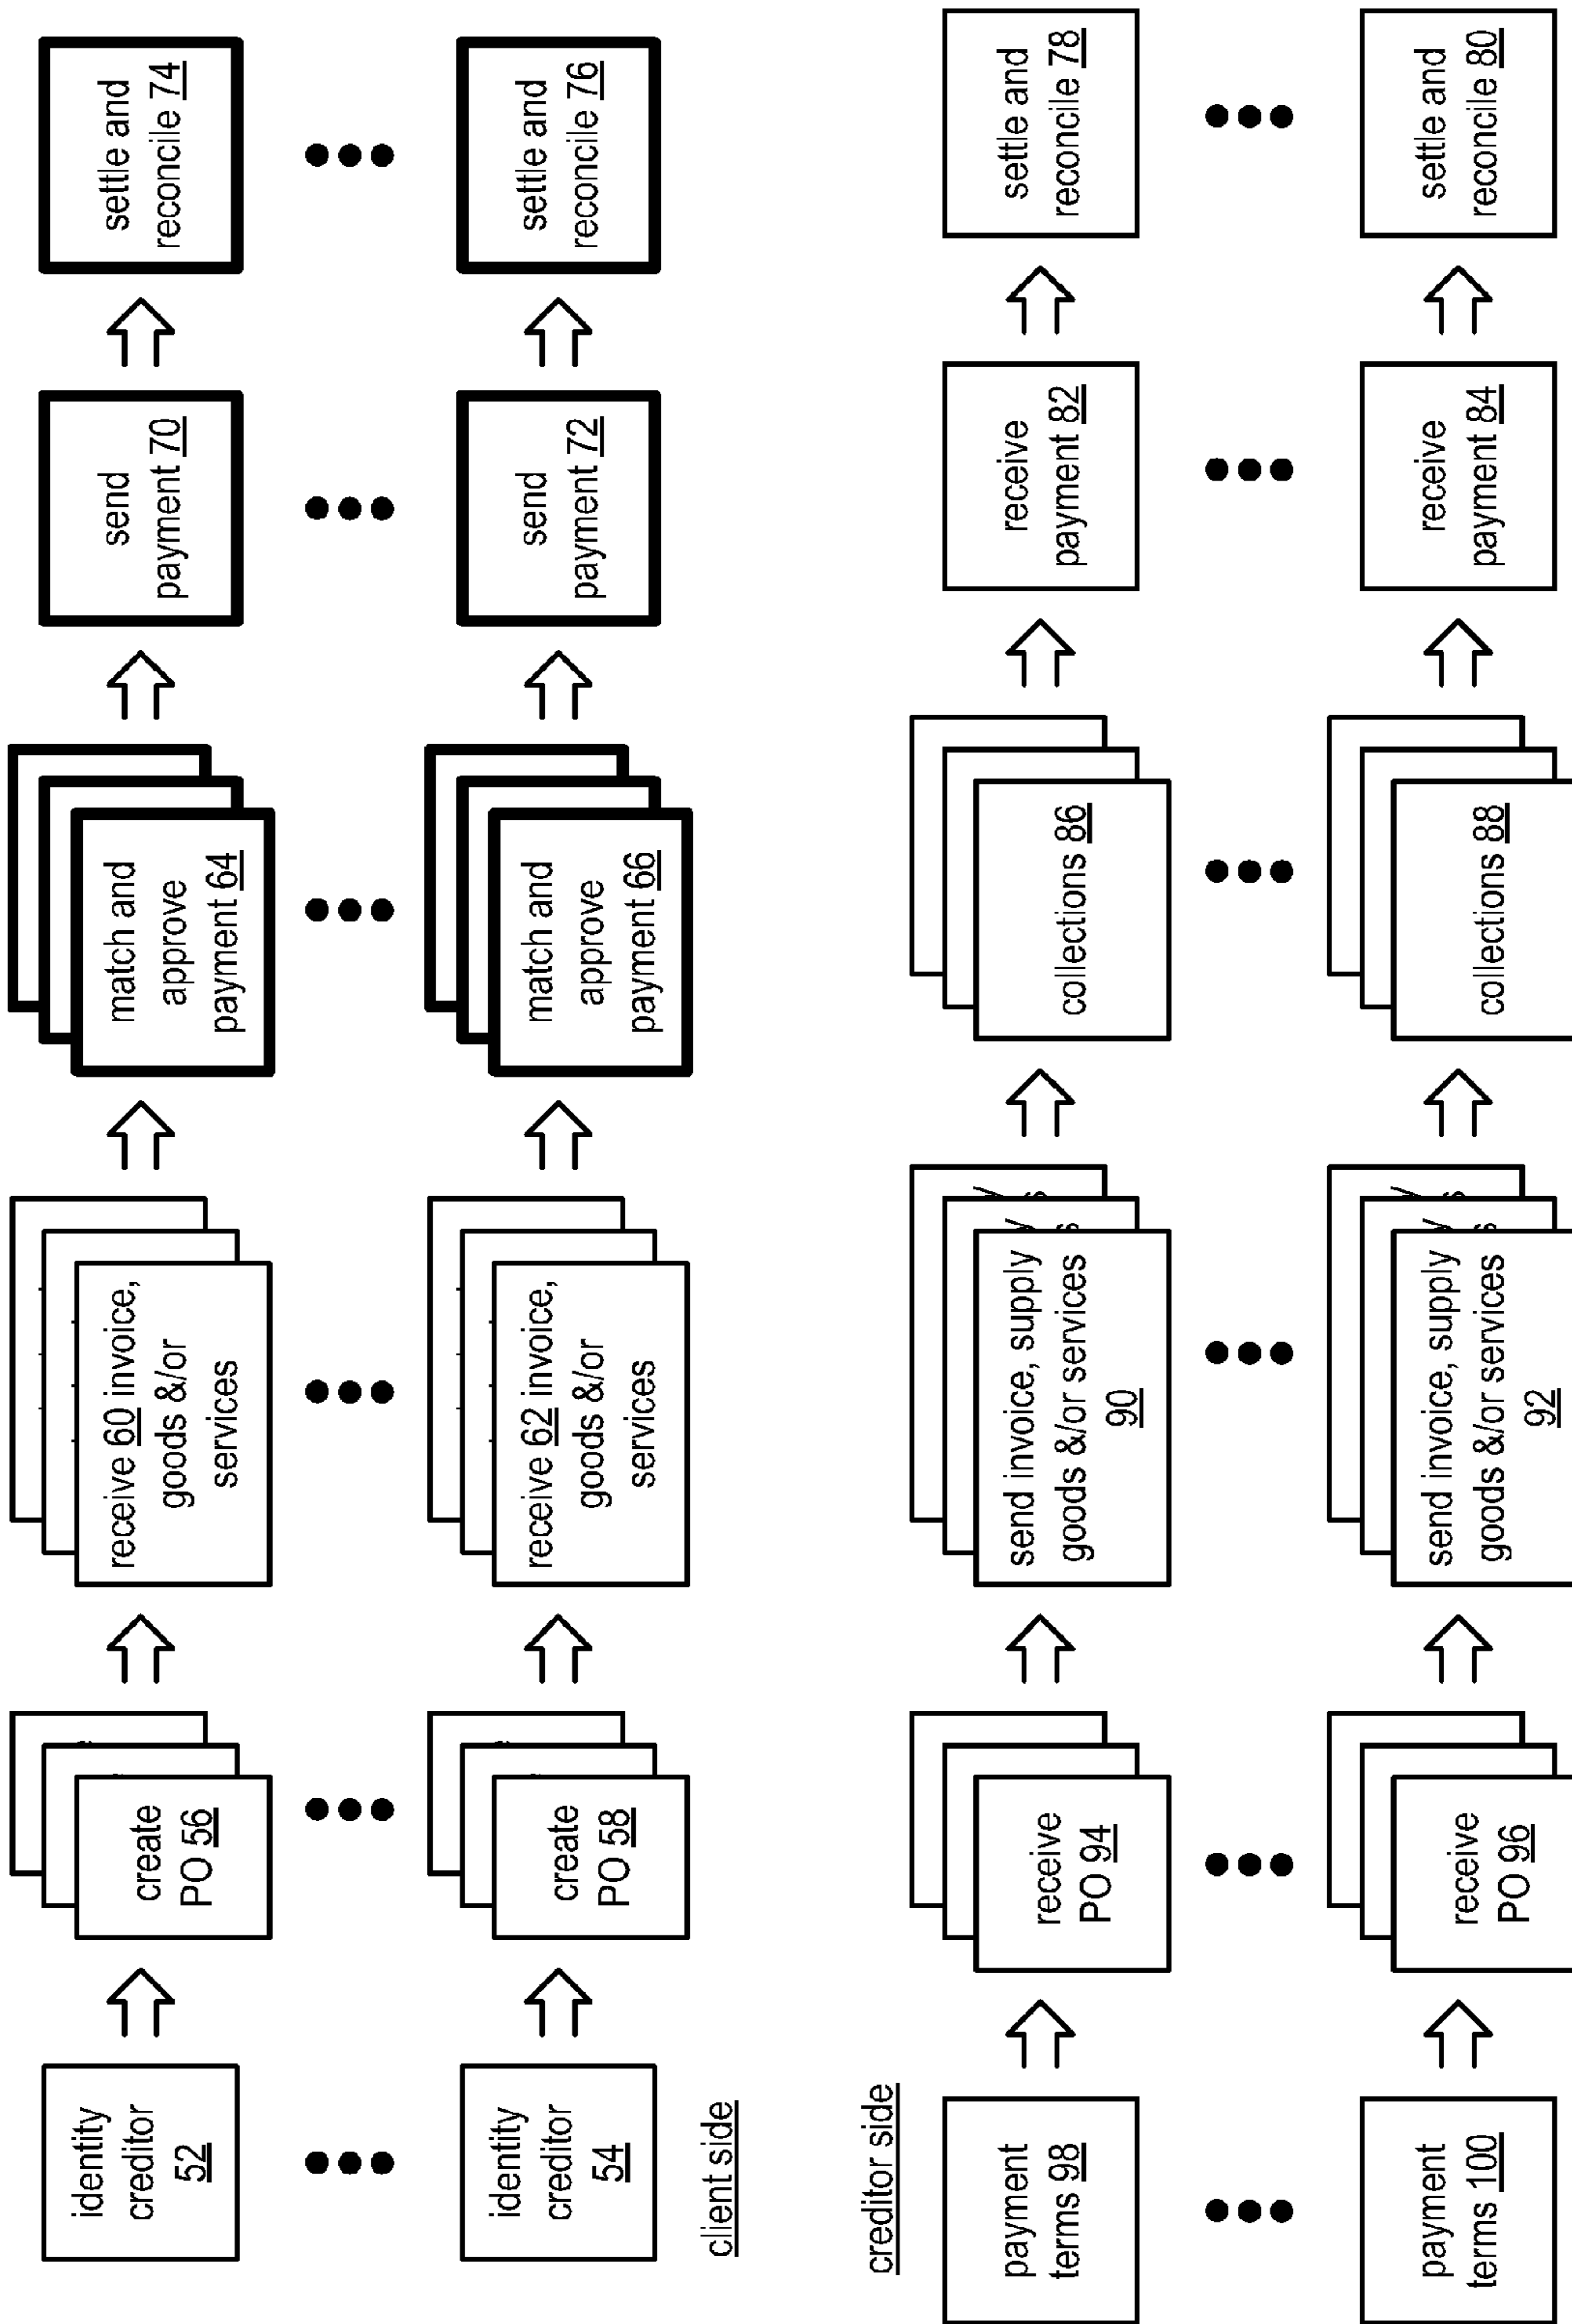 identity
creditor
52
create
PO 56
receive 60 invoice,
goods &/or
services
match and
approve
payment 64
send
payment 70
settle and
reconcile 74
identity
creditor
54
create
PO 58
receive 62 invoice,
goods &/or
services
match and
approve
payment 66
send
payment 72
settle and
reconcile 76
client side
creditor side
payment
terms 98
receive
PO 94
send invoice, supply
goods &/or services
90
collections 86
receive
payment 82
settle and
reconcile 78
payment
terms 100
receive
PO 96
send invoice, supply
goods &/or services
92
collections 88
receive
payment 84
settle and
reconcile 80